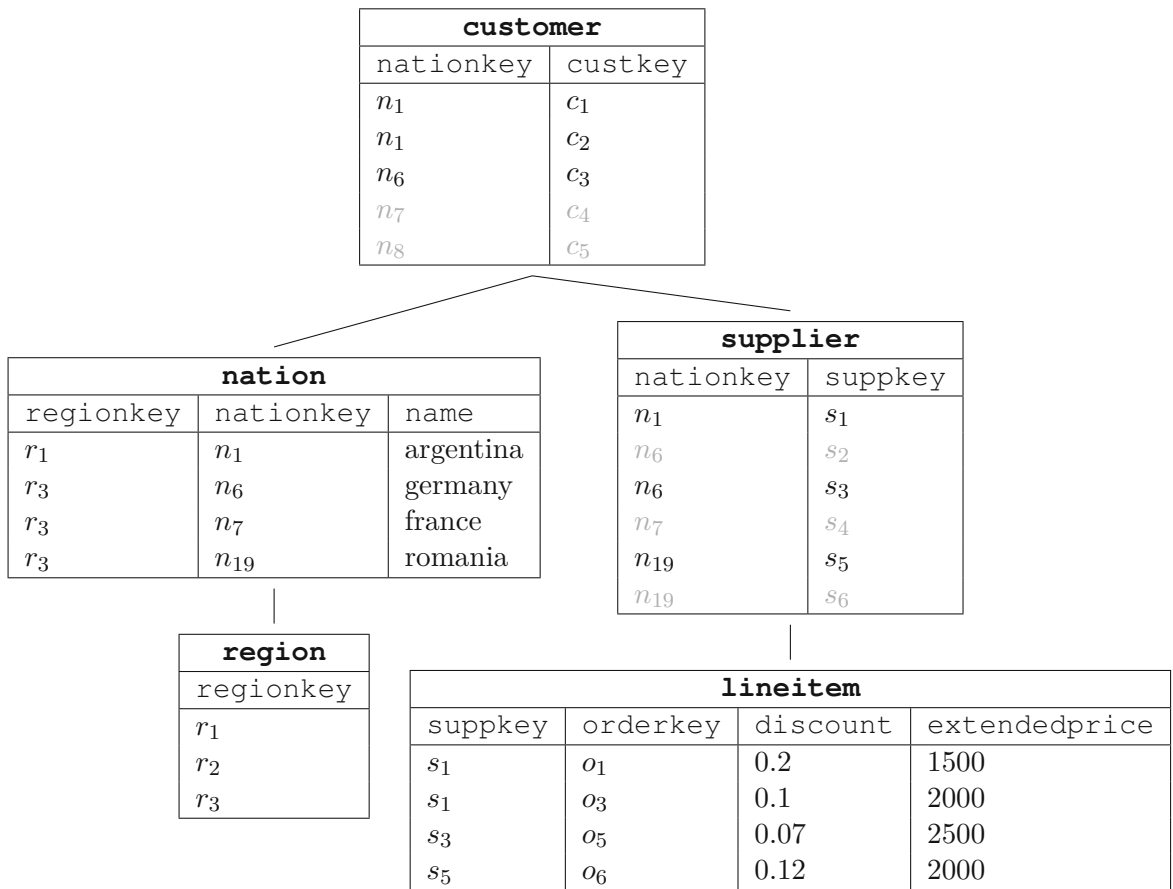 customer
nationkey custkey
n₁ c₁
n₁ c₂
n₆ c₃
n₇ c₄
n₈ c₅
nation
regionkey nationkey name
r₁ n₁ argentina
r₃ n₆ germany
r₃ n₇ france
r₃ n₁₉ romania
supplier
nationkey suppkey
n₁ s₁
n₆ s₂
n₆ s₃
n₇ s₄
n₁₉ s₅
n₁₉ s₆
region
regionkey
r₁
r₂
r₃
lineitem
suppkey orderkey discount extendedprice
s₁ o₁ 0.2 1500
s₁ o₃ 0.1 2000
s₃ o₅ 0.07 2500
s₅ o₆ 0.12 2000